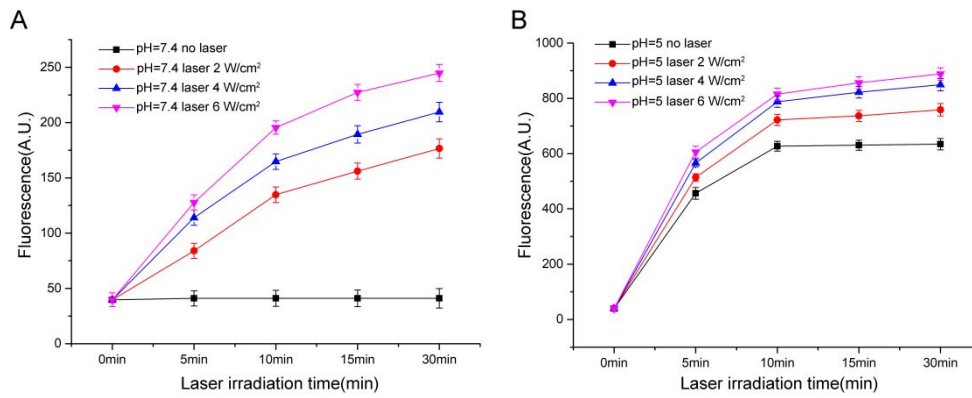 A
pH=7.4 no laser
pH=7.4 laser 2 W/cm²
pH=7.4 laser 4 W/cm²
pH=7.4 laser 6 W/cm²
250
200
150
100
50
0
Fluorescence(A.U.)
0min 5min 10min 15min 30min
Laser irradiation time(min)
B
pH=5 no laser
pH=5 laser 2 W/cm²
pH=5 laser 4 W/cm²
pH=5 laser 6 W/cm²
1000
800
600
400
200
0
Fluorescence(A.U.)
0min 5min 10min 15min 30min
Laser irradiation time(min)